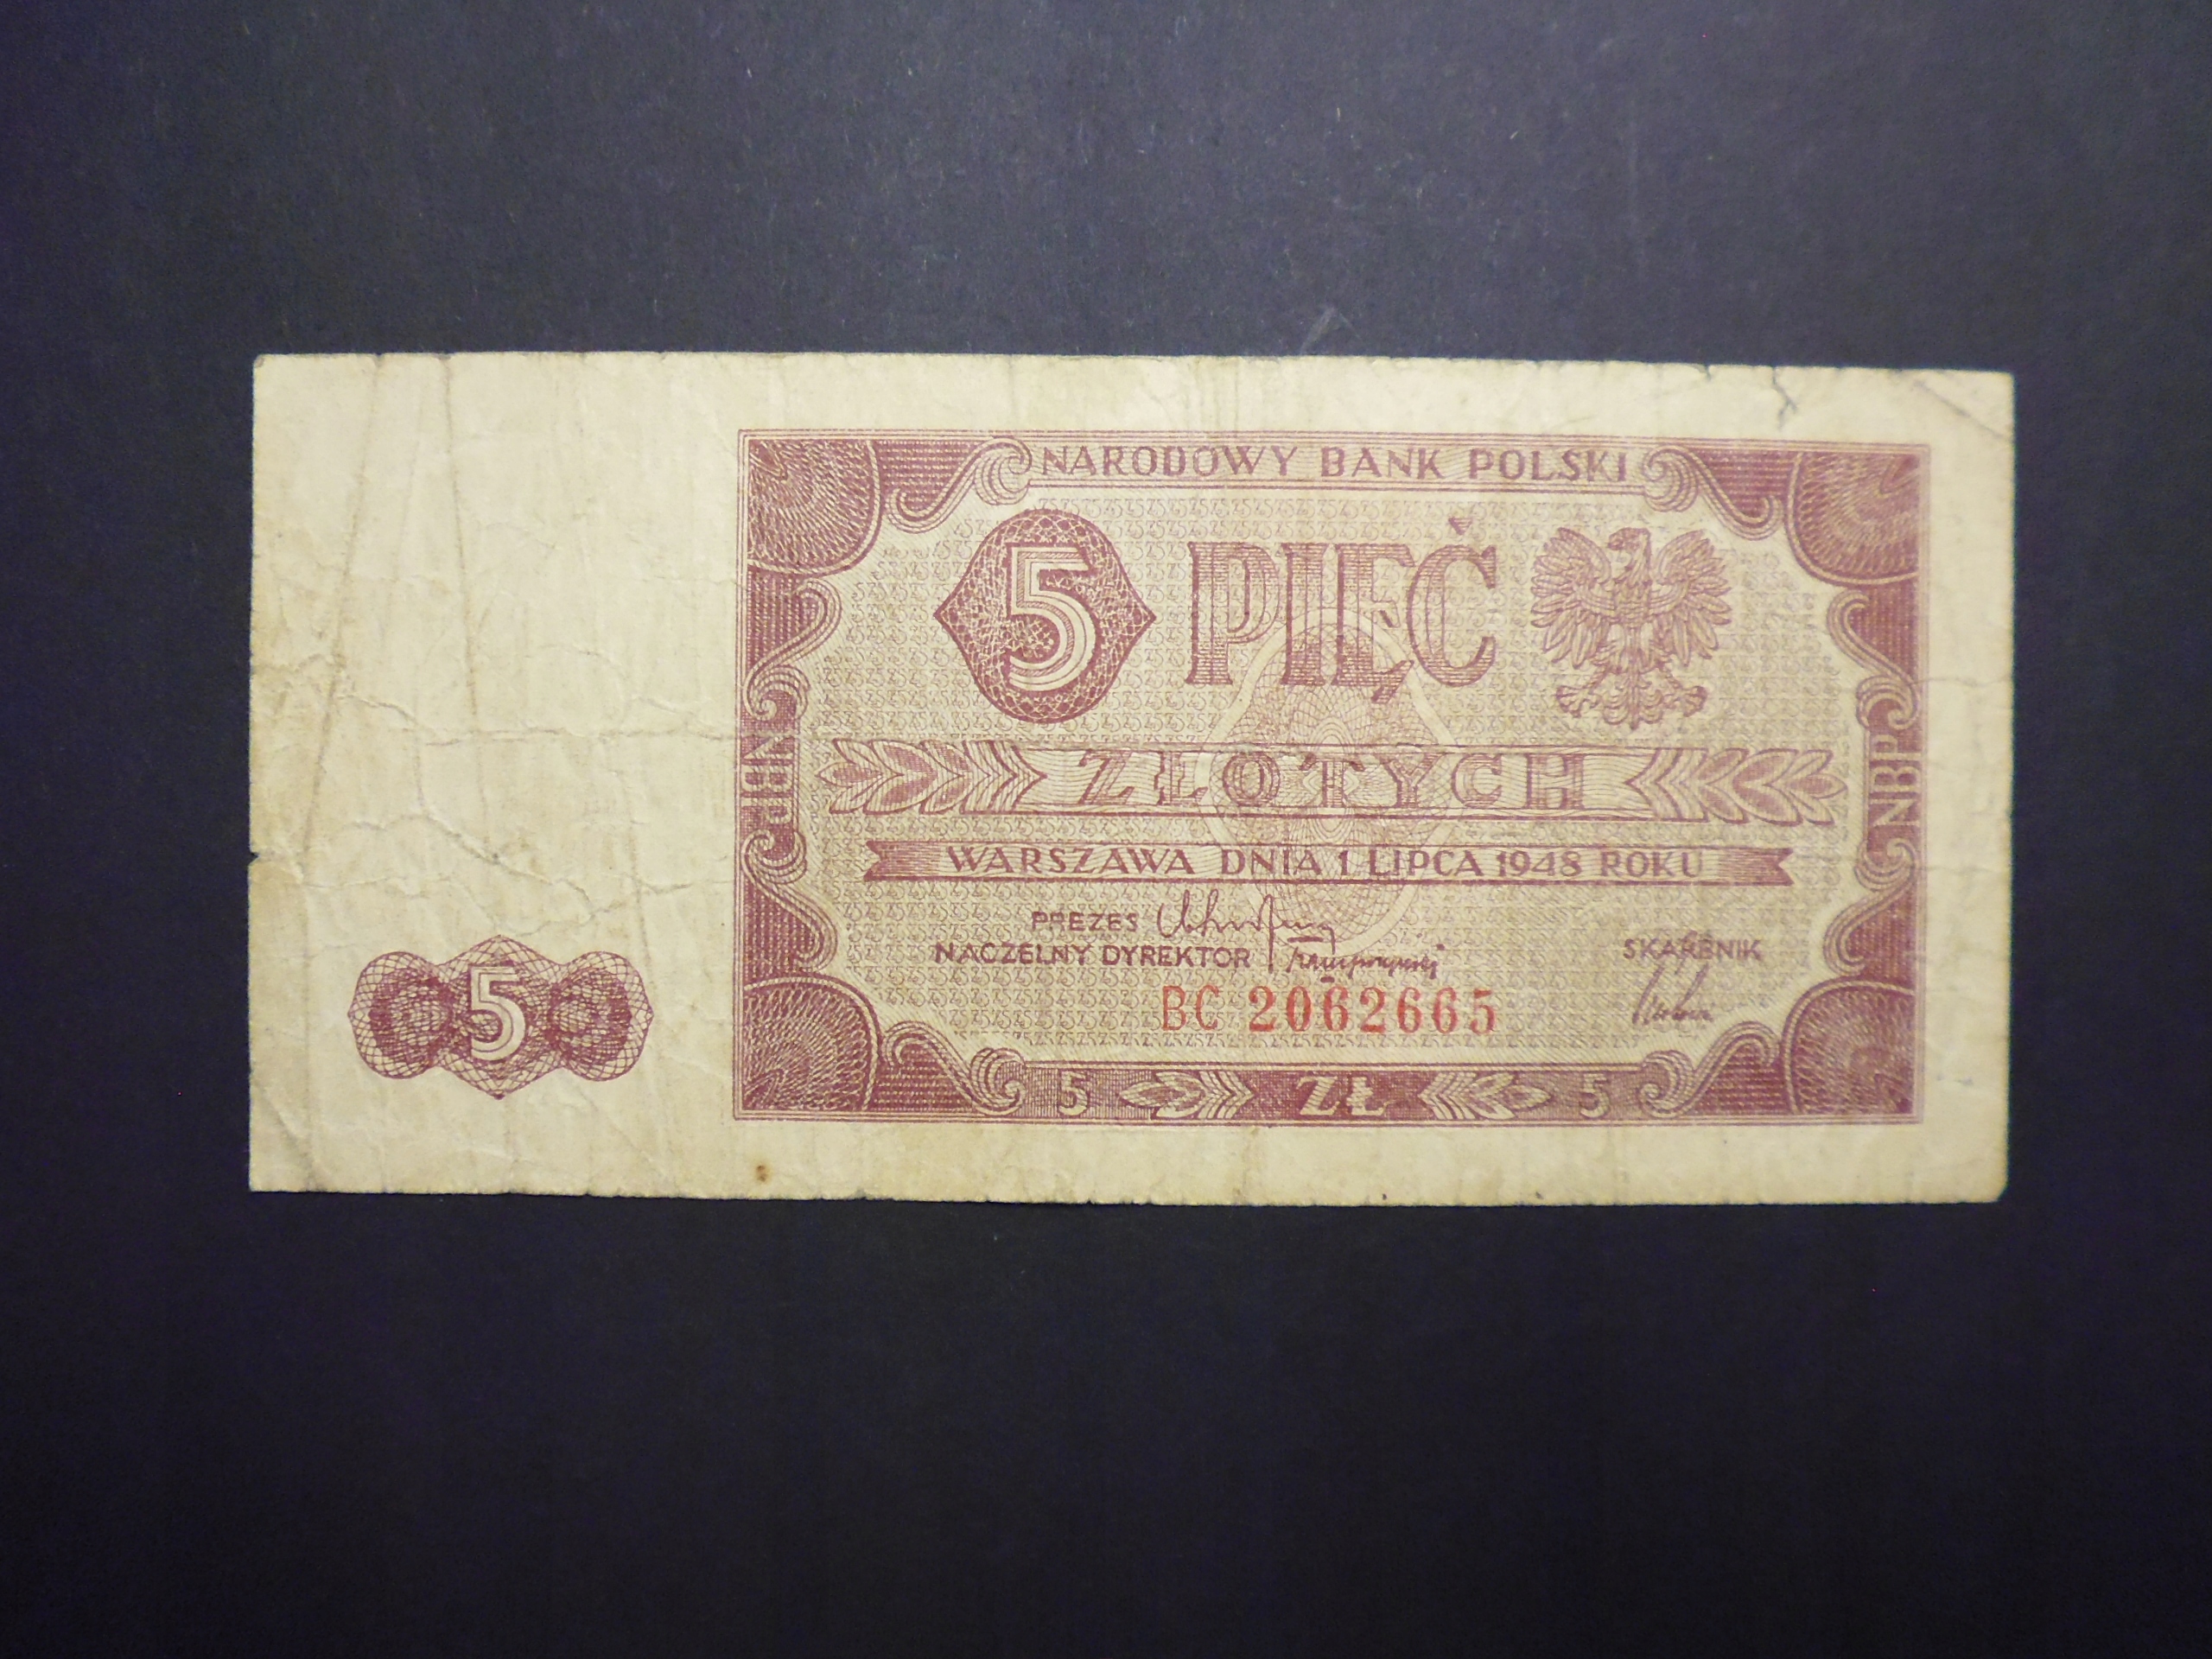 NARODOWY BANK POLSKI
5 PIĘĆ
ZŁOTYCH
NBP
NBP
WARSZAWA DNIA 1 LIPCA 1948 ROKU
PREZES
NACZELNY DYREKTOR
SKARBNIK
BC 2062665
5
5 ZŁ 5